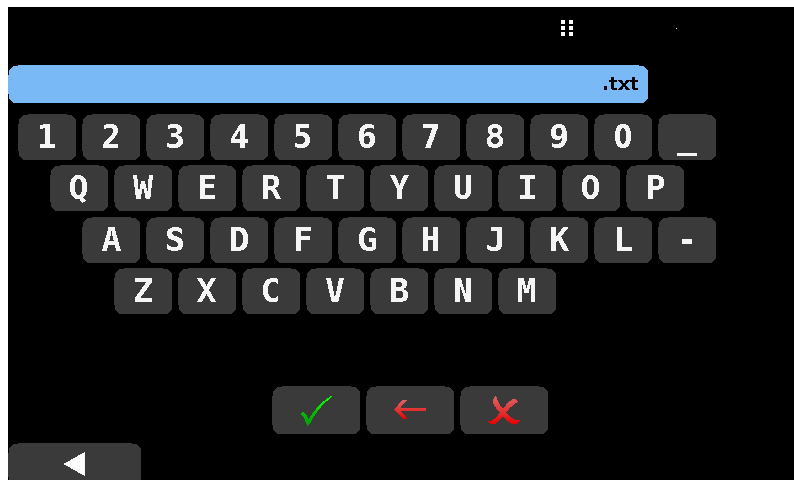 .txt
1 2 3 4 5 6 7 8 9 0 _
Q W E R T Y U I O P
A S D F G H J K L -
Z X C V B N M